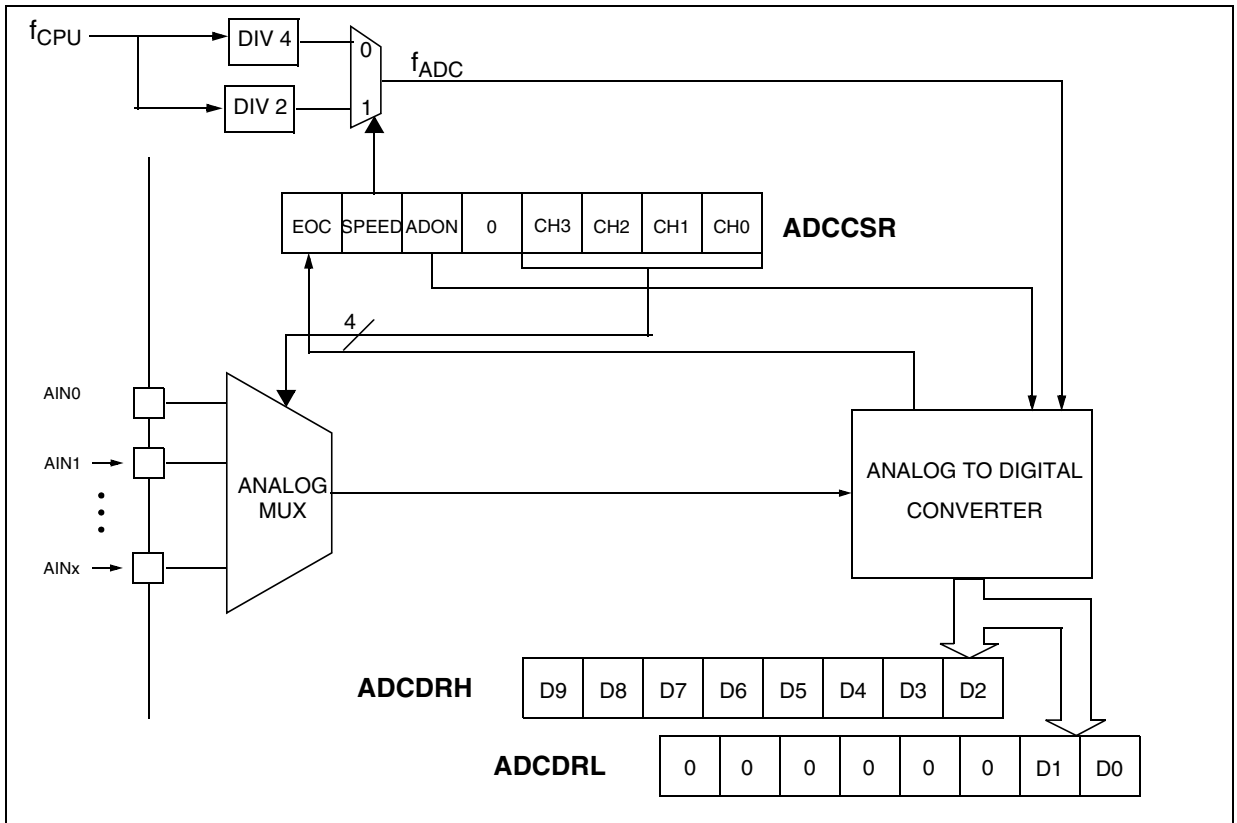 fCPU
DIV 4
0
fADC
DIV 2
1
EOC SPEED ADON 0 CH3 CH2 CH1 CH0 ADCCSR
4
AIN0
AIN1
ANALOG
MUX
ANALOG TO DIGITAL
CONVERTER
AINx
ADCDRH D9 D8 D7 D6 D5 D4 D3 D2
ADCDRL 0 0 0 0 0 0 D1 D0